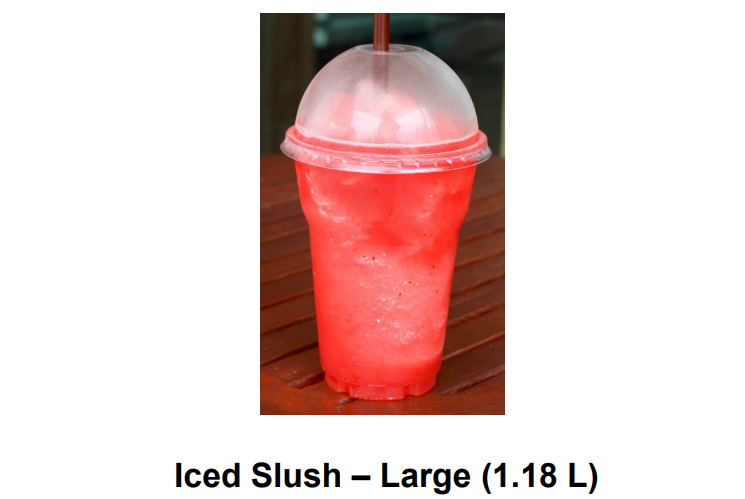 Iced Slush – Large (1.18 L)